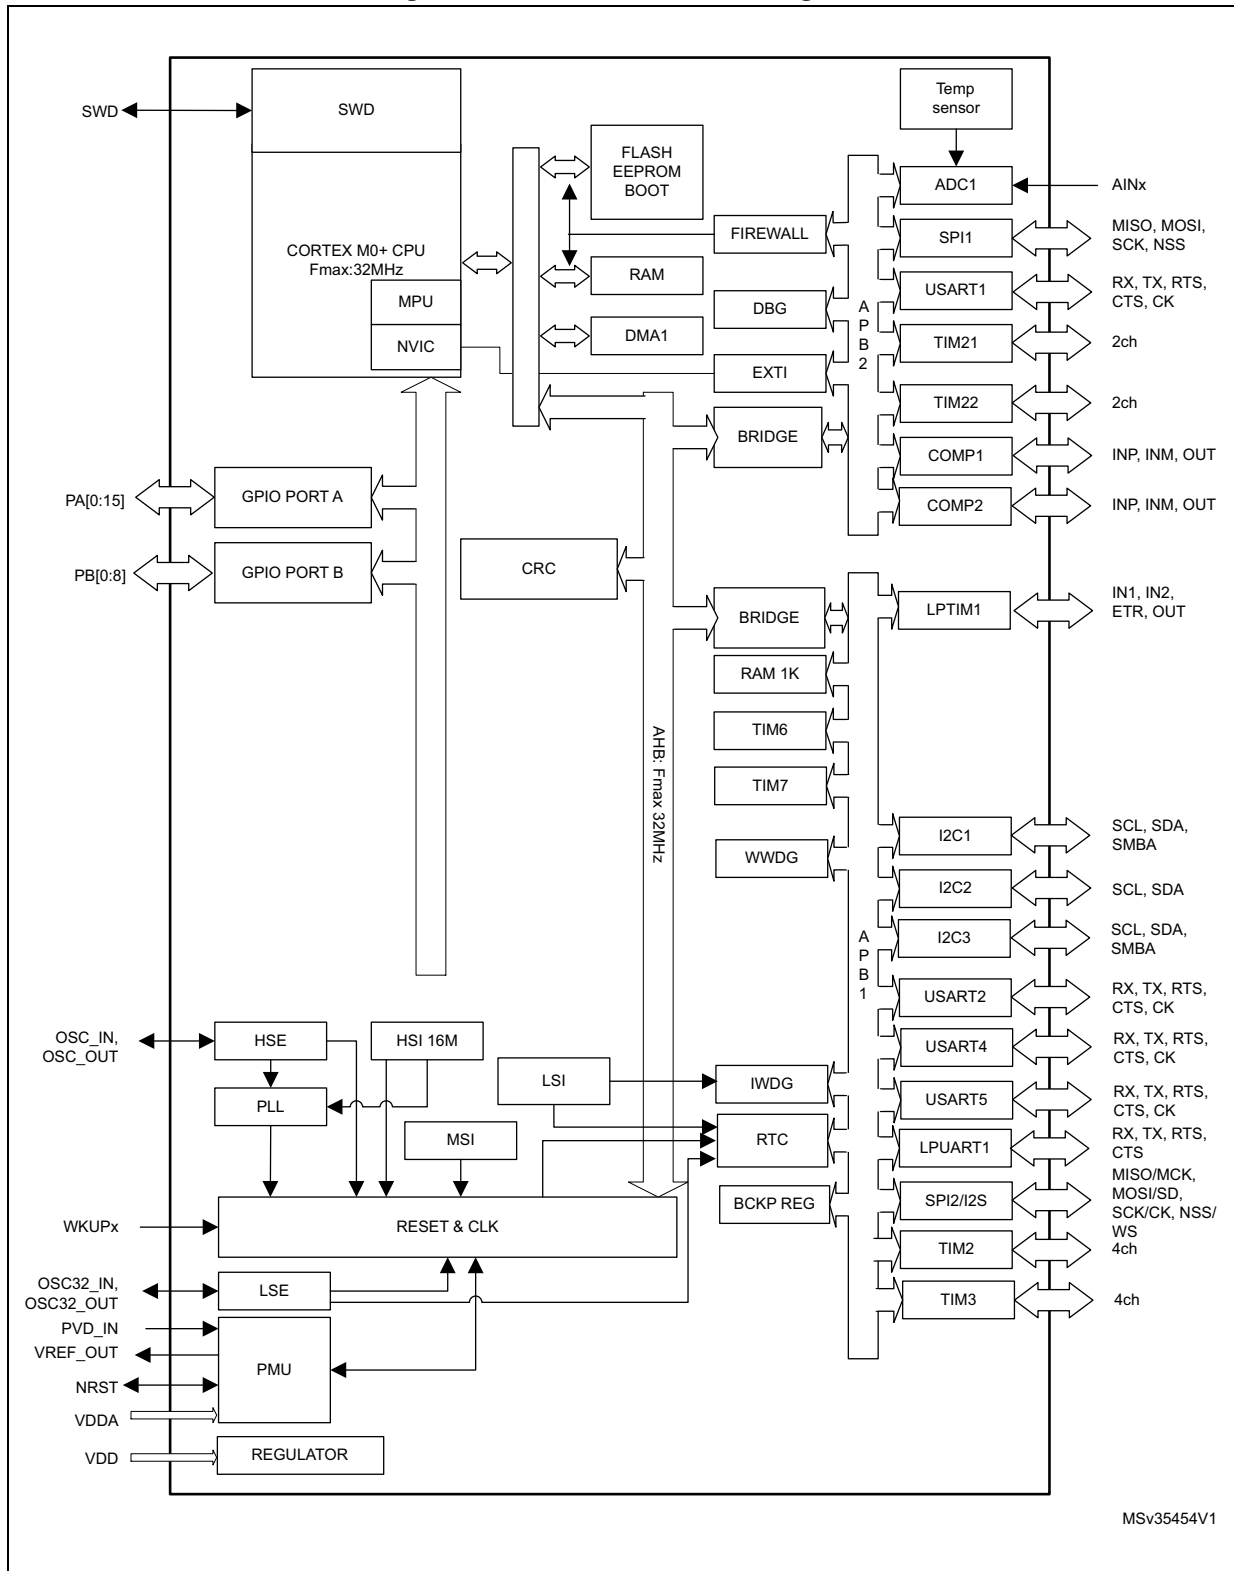 Temp
sensor
SWD
SWD
FLASH
EEPROM
BOOT
ADC1
AINx
FIREWALL
SPI1
MISO, MOSI,
SCK, NSS
CORTEX M0+ CPU
Fmax:32MHz
RAM
MPU
DBG
USART1
RX, TX, RTS,
CTS, CK
A
P
B
2
NVIC
DMA1
TIM21
2ch
EXTI
TIM22
2ch
BRIDGE
COMP1
INP, INM, OUT
PA[0:15]
GPIO PORT A
COMP2
INP, INM, OUT
PB[0:8]
GPIO PORT B
CRC
BRIDGE
LPTIM1
IN1, IN2,
ETR, OUT
RAM 1K
TIM6
AHB: Fmax 32MHz
TIM7
WWDG
I2C1
SCL, SDA,
SMBA
I2C2
SCL, SDA
A
P
B
1
I2C3
SCL, SDA,
SMBA
USART2
RX, TX, RTS,
CTS, CK
OSC_IN,
OSC_OUT
HSE
HSI 16M
USART4
RX, TX, RTS,
CTS, CK
LSI
IWDG
PLL
USART5
RX, TX, RTS,
CTS, CK
MSI
RTC
LPUART1
RX, TX, RTS,
CTS
WKUPx
RESET & CLK
BCKP REG
SPI2/I2S
MISO/MCK,
MOSI/SD,
SCK/CK, NSS/
WS
TIM2
4ch
OSC32_IN,
OSC32_OUT
LSE
TIM3
4ch
PVD_IN
VREF_OUT
PMU
NRST
VDDA
VDD
REGULATOR
MSv35454V1